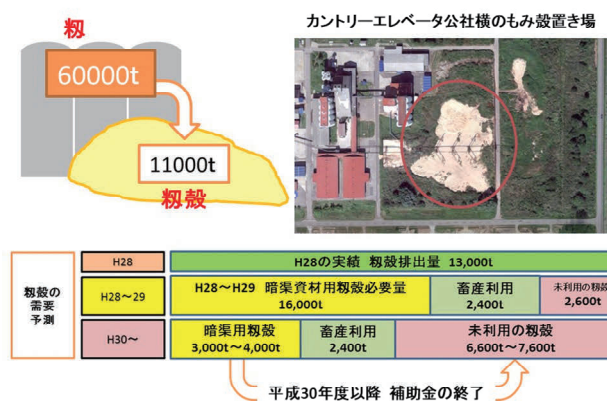 籾
60000t
11000t
籾殻
カントリーエレベータ公社横のもみ殻置き場
籾殻の
需要
予測
H28
H28の実績 籾殻排出量 13,000t
H28～29
H28～H29 暗渠資材用籾殻必要量
16,000t
畜産利用
2,400t
未利用の籾殻
2,600t
H30～
暗渠用籾殻
3,000t～4,000t
畜産利用
2,400t
未利用の籾殻
6,600t～7,600t
平成30年度以降 補助金の終了